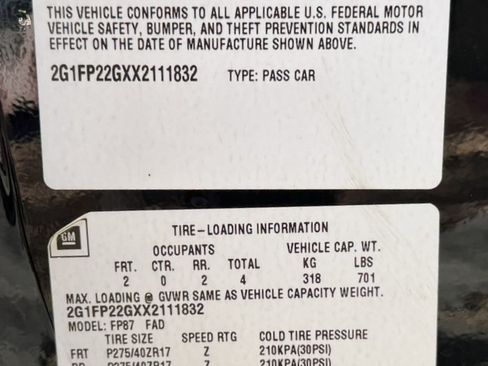 THIS VEHICLE CONFORMS TO ALL APPLICABLE U.S. FEDERAL MOTOR
VEHICLE SAFETY, BUMPER, AND THEFT PREVENTION STANDARDS IN
EFFECT ON THE DATE OF MANUFACTURE SHOWN ABOVE.
2G1FP22GXX2111832 TYPE: PASS CAR
GM
TIRE-LOADING INFORMATION
OCCUPANTS VEHICLE CAP. WT.
FRT. CTR. RR. TOTAL KG LBS
2 0 2 4 318 701
MAX. LOADING @ GVWR SAME AS VEHICLE CAPACITY WEIGHT.
2G1FP22GXX2111832
MODEL: FP87 FAD
TIRE SIZE SPEED RTG COLD TIRE PRESSURE
FRT P275/40ZR17 Z 210KPA(30PSI)
RR P275/40ZR17 Z 210KPA(30PSI)